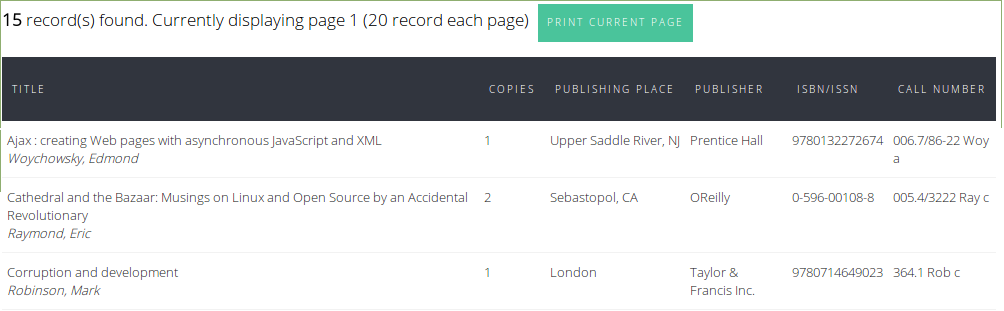 15 record(s) found. Currently displaying page 1 (20 record each page) PRINT CURRENT PAGE
TITLE COPIES PUBLISHING PLACE PUBLISHER ISBN/ISSN CALL NUMBER
Ajax : creating Web pages with asynchronous JavaScript and XML 1 Upper Saddle River, NJ Prentice Hall 9780132272674 006.7/86-22 Woy
Woychowsky, Edmond a
Cathedral and the Bazaar: Musings on Linux and Open Source by an Accidental 2 Sebastopol, CA OReilly 0-596-00108-8 005.4/3222 Ray c
Revolutionary
Raymond, Eric
Corruption and development 1 London Taylor & 9780714649023 364.1 Rob c
Robinson, Mark Francis Inc.